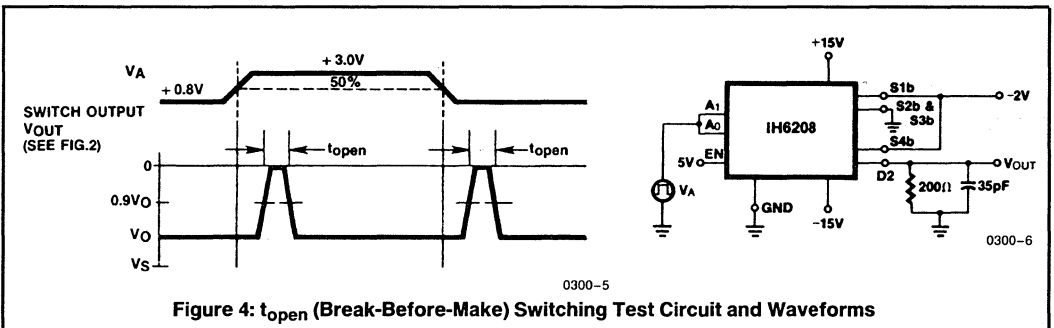 + 3.0V
VA
50%
+ 0.8V
SWITCH OUTPUT
VOUT
(SEE FIG.2)
topen
topen
0
0.9VO
VO
VS
0300-5
+15V
S1b
-2V
S2b &
S3b
A1
A0
IH6208
S4b
5V
EN
VOUT
D2
200Ω
35pF
VA
GND
-15V
0300-6
Figure 4: topen (Break-Before-Make) Switching Test Circuit and Waveforms